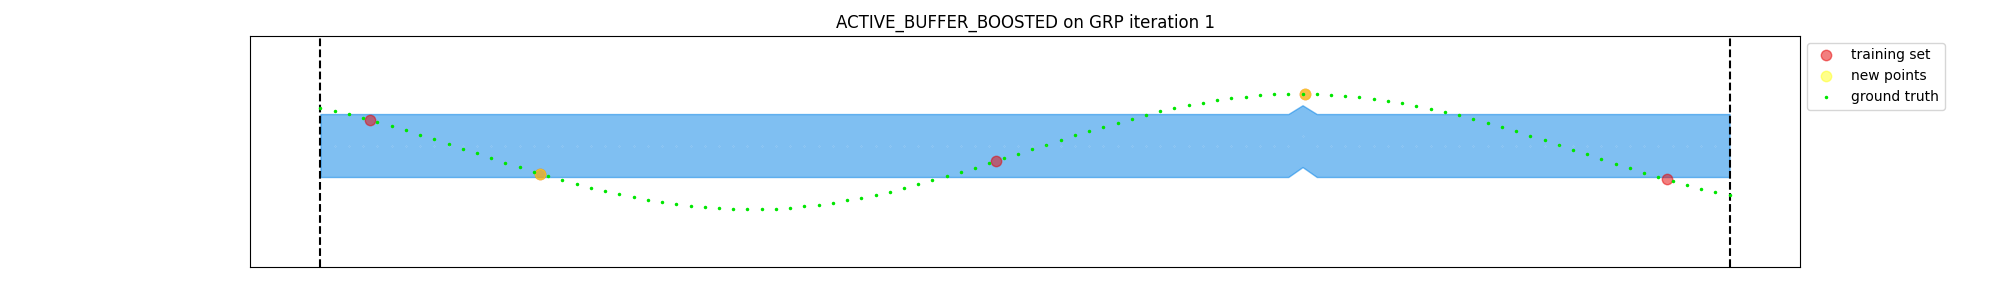 ACTIVE_BUFFER_BOOSTED on GRP iteration 1
training set
new points
ground truth